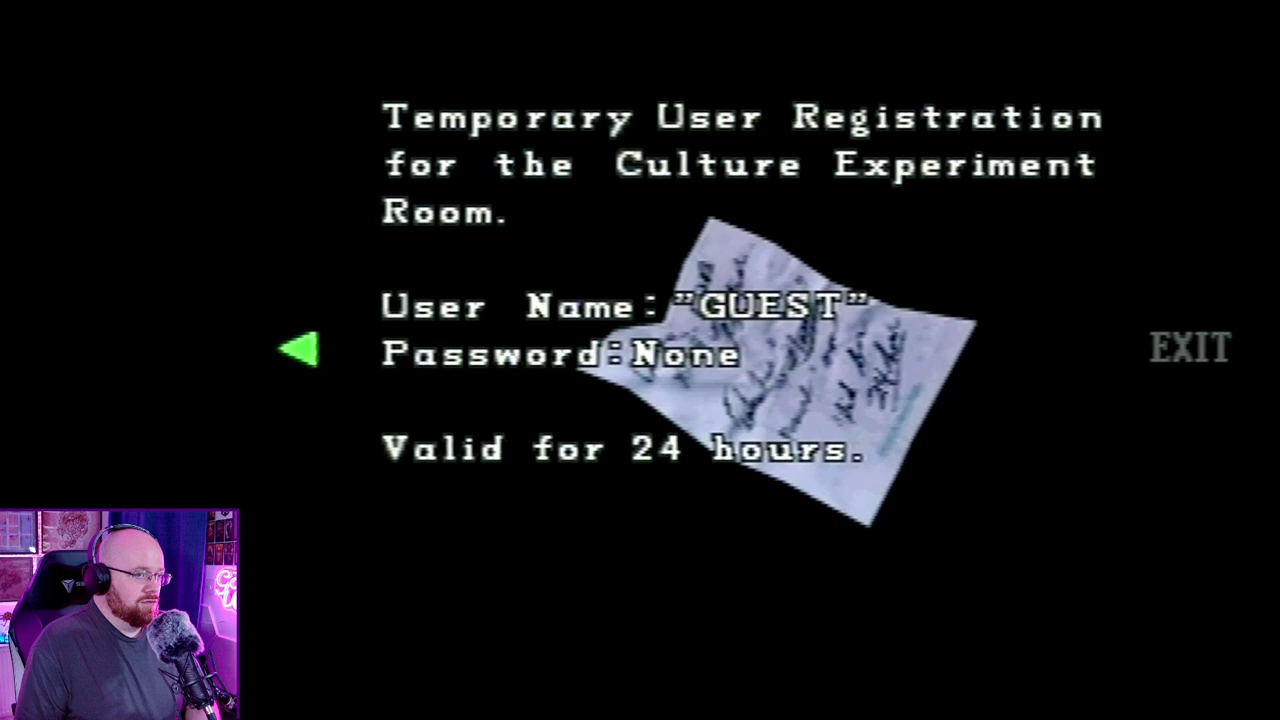 Temporary User Registration
for the Culture Experiment
Room.
User Name:"GUEST"
Password:None
EXIT
Valid for 24 hours.